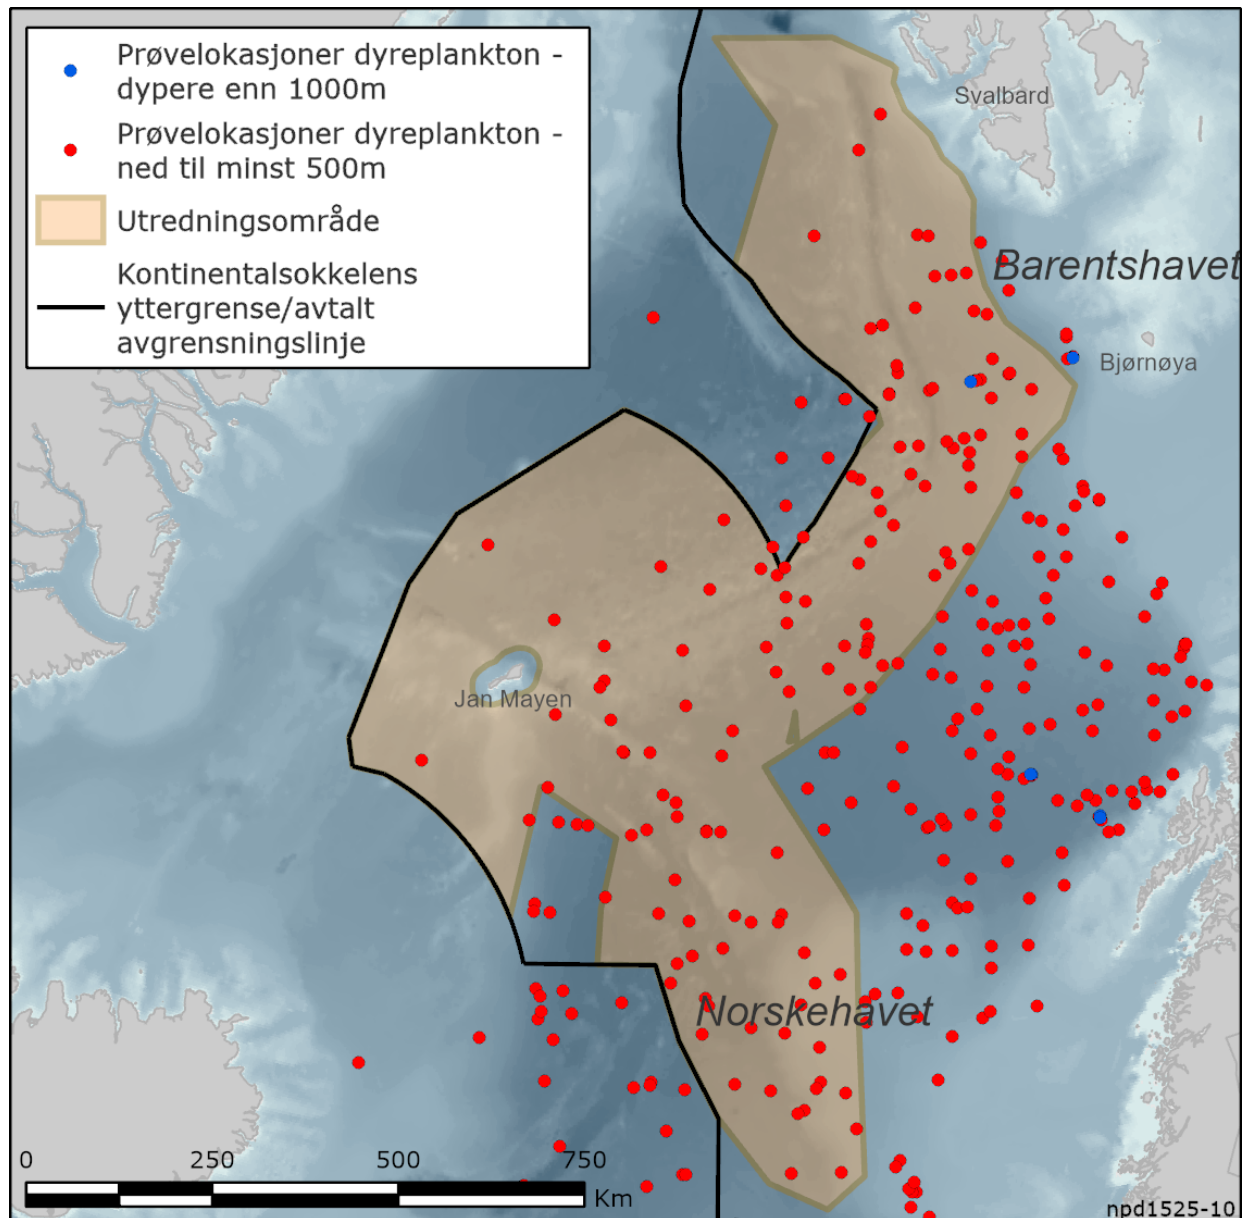 Prøvelokasjoner dyreplankton -
dypere enn 1000m
Prøvelokasjoner dyreplankton -
ned til minst 500m
Utredningsområde
Kontinentalsokkelens
yttergrense/avtalt
avgrensningslinje
Svalbard
Barentshavet
Bjørnøya
Jan Mayen
Norskehavet
0 250 500 750
Km
npd1525-10